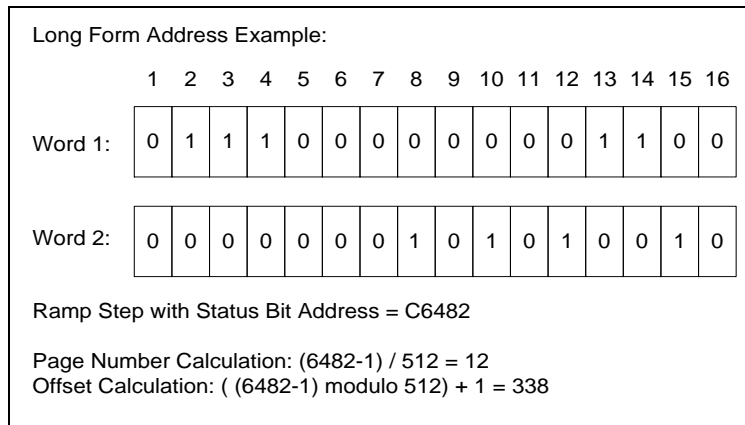 Long Form Address Example:
1 2 3 4 5 6 7 8 9 10 11 12 13 14 15 16
Word 1: 0 1 1 1 0 0 0 0 0 0 0 0 1 1 0 0
Word 2: 0 0 0 0 0 0 0 1 0 1 0 1 0 0 1 0
Ramp Step with Status Bit Address = C6482
Page Number Calculation: (6482-1) / 512 = 12
Offset Calculation: ( (6482-1) modulo 512) + 1 = 338